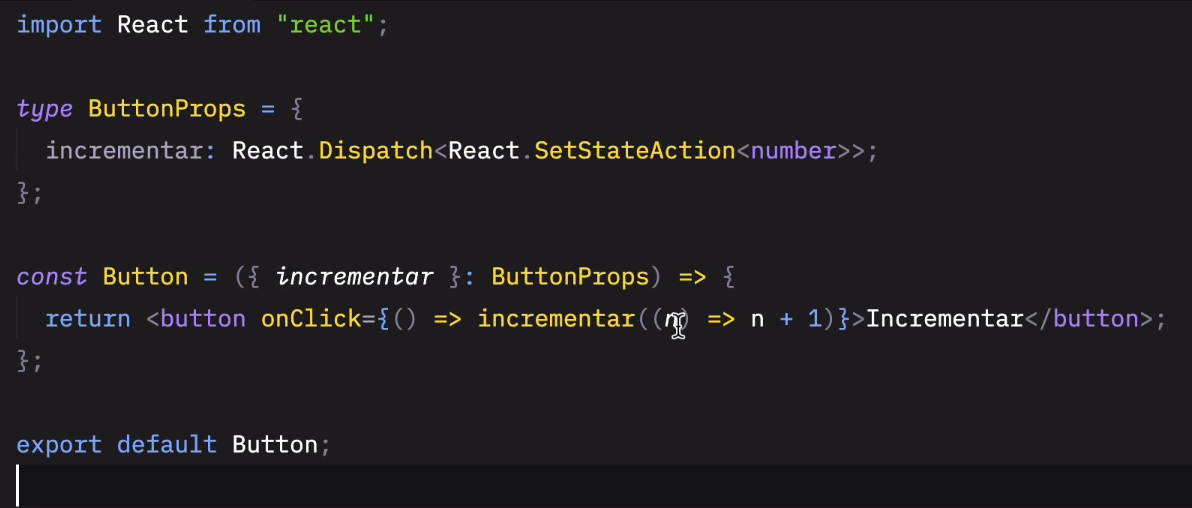 import React from "react";
type ButtonProps = {
incrementar: React.Dispatch<React.SetStateAction<number>>;
};
const Button = ({ incrementar }: ButtonProps) => {
return <button onClick={() => incrementar((n) => n + 1)}>Incrementar</button>;
};
export default Button;